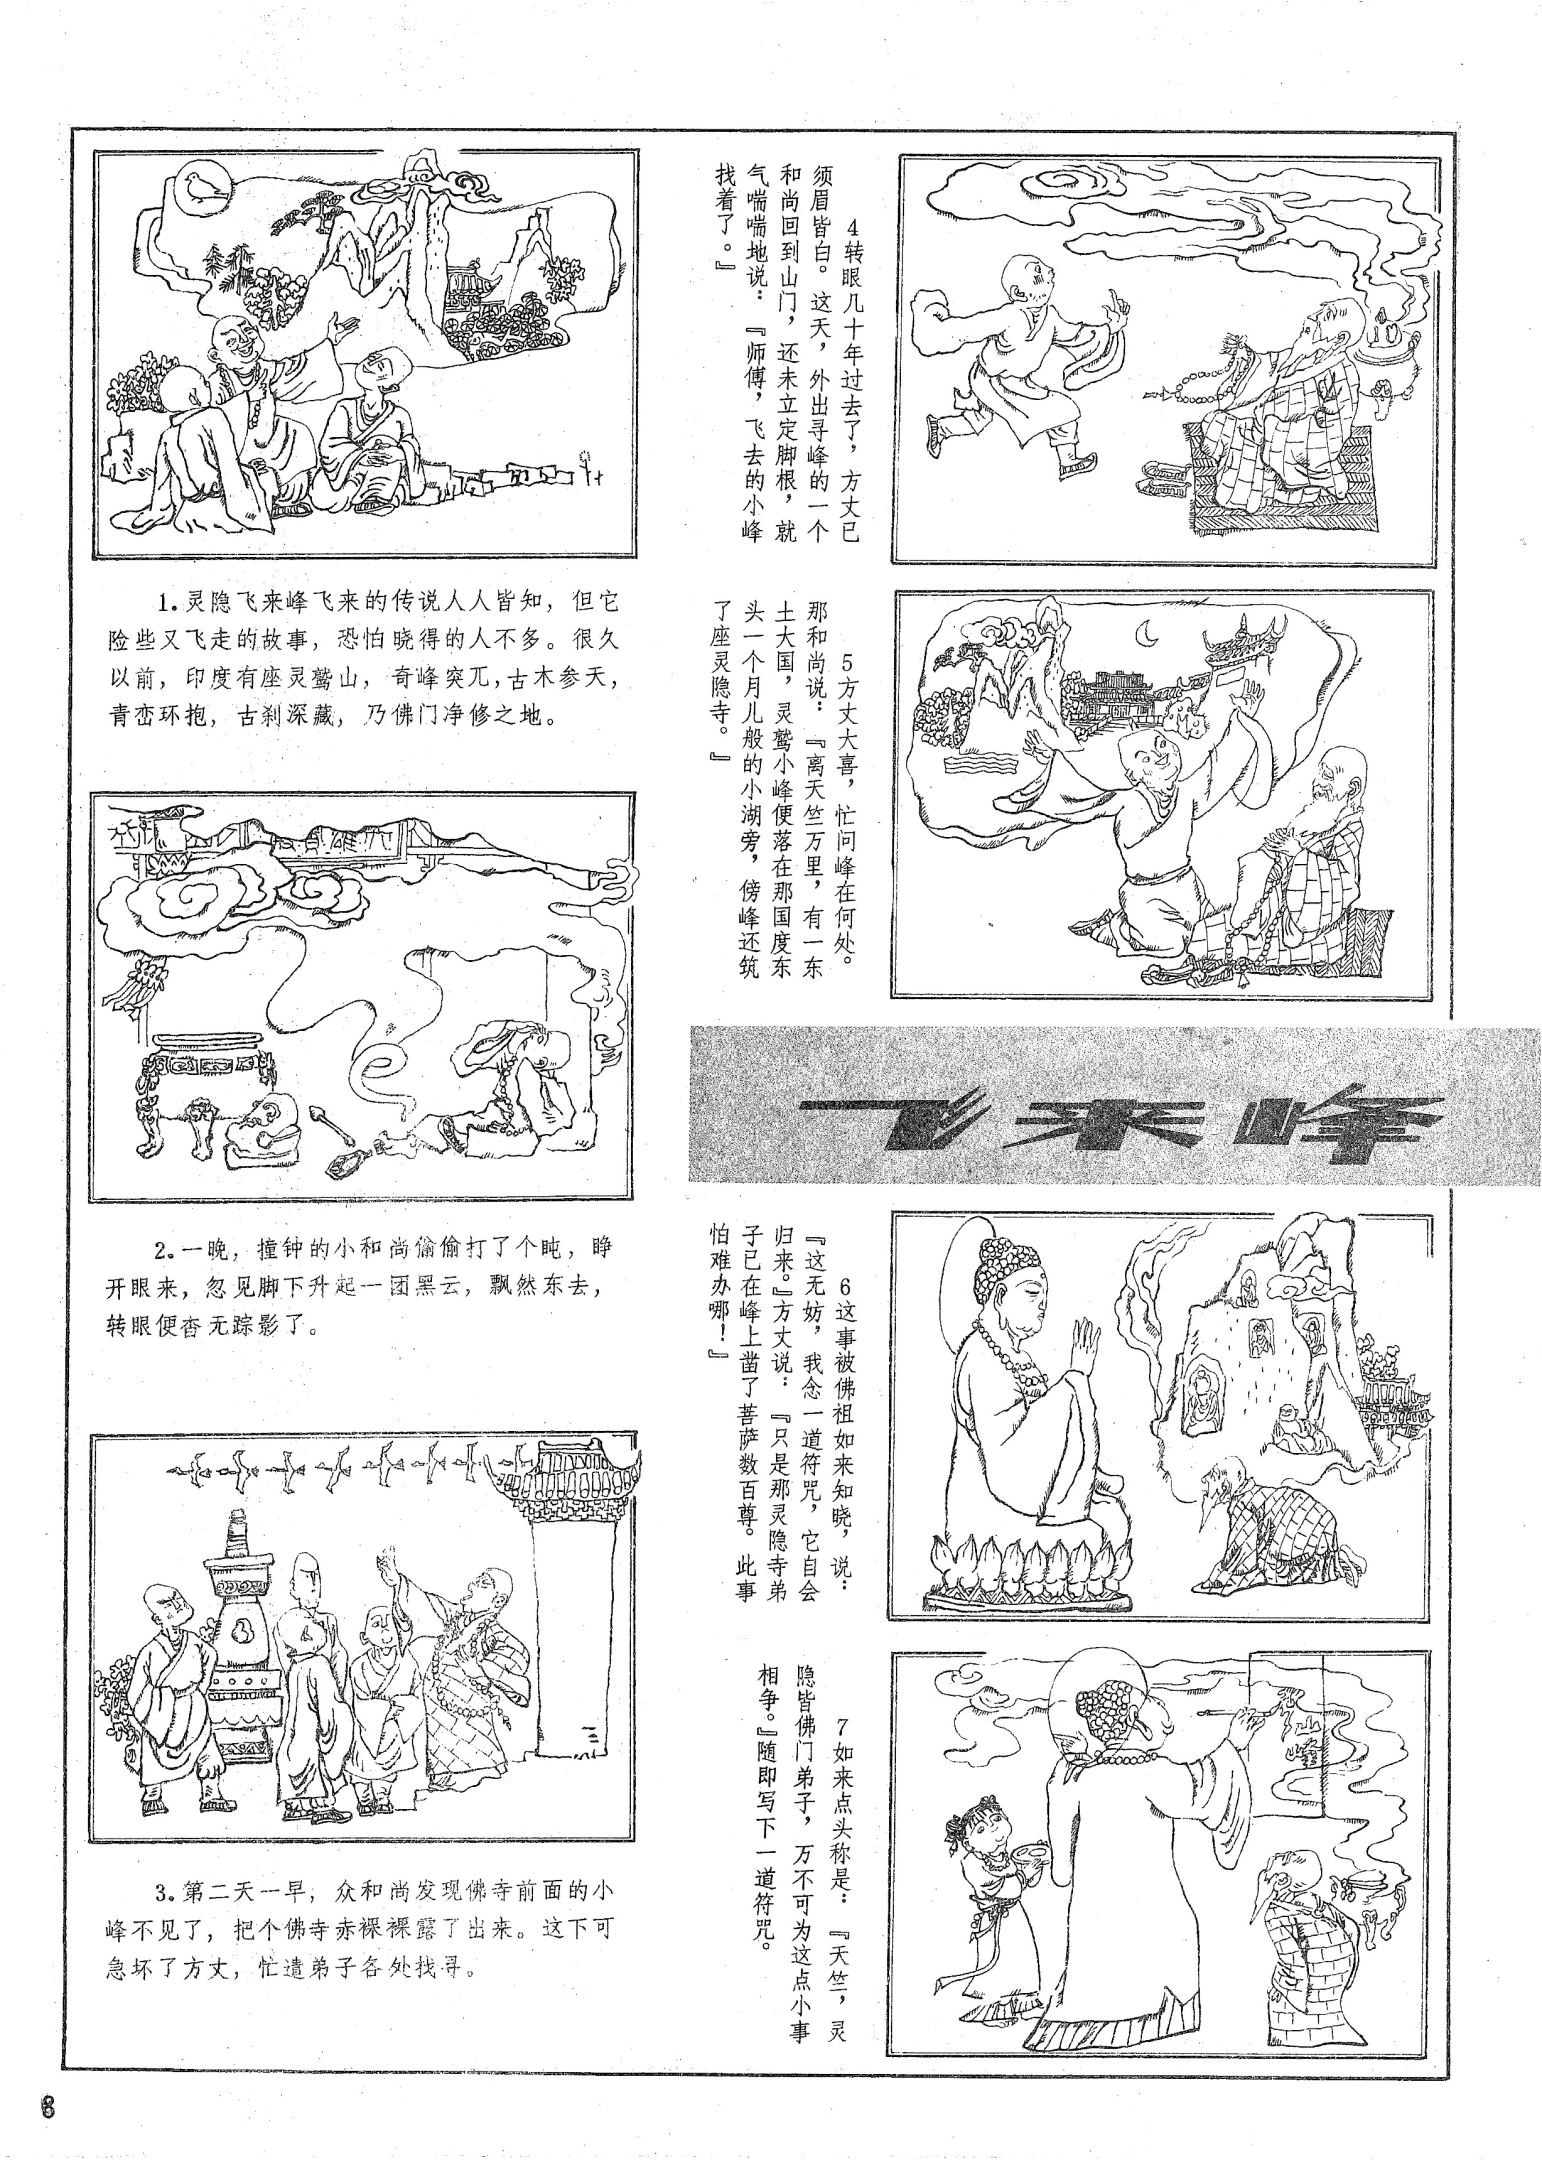 飞来峰
1.灵隐飞来峰飞来的传说人人皆知，但它
险些又飞走的故事，恐怕晓得的人不多。很久
以前，印度有座灵鹫山，奇峰突兀，古木参天，
青峦环抱，古刹深藏，乃佛门净修之地。
2.一晚，撞钟的小和尚偷偷打了个盹，睁
开眼来，忽见脚下升起一团黑云，飘然东去，
转眼便杳无踪影了。
3.第二天一早，众和尚发现佛寺前面的小
峰不见了，把个佛寺赤裸裸露了出来。这下可
急坏了方丈，忙遣弟子各处找寻。
4转眼几十年过去了，方丈已
须眉皆白。这天，外出寻峰的一个
和尚回到山门，还未立定脚根，就
气喘喘地说：『师傅，飞去的小峰
找着了。』
5方丈大喜，忙问峰在何处。
那和尚说：『离天竺万里，有一东
土大国，灵鹫小峰便落在那国度东
头一个月儿般的小湖旁，傍峰还筑
了座灵隐寺。』
6这事被佛祖如来知晓，说：
『这无妨，我念一道符咒，它自会
归来。』方丈说：『只是那灵隐寺弟
子已在峰上凿了菩萨数百尊。此事
怕难办哪！』
7如来点头称是：『天竺，灵
隐皆佛门弟子，万不可为这点小事
相争。』随即写下一道符咒。
山峰
8